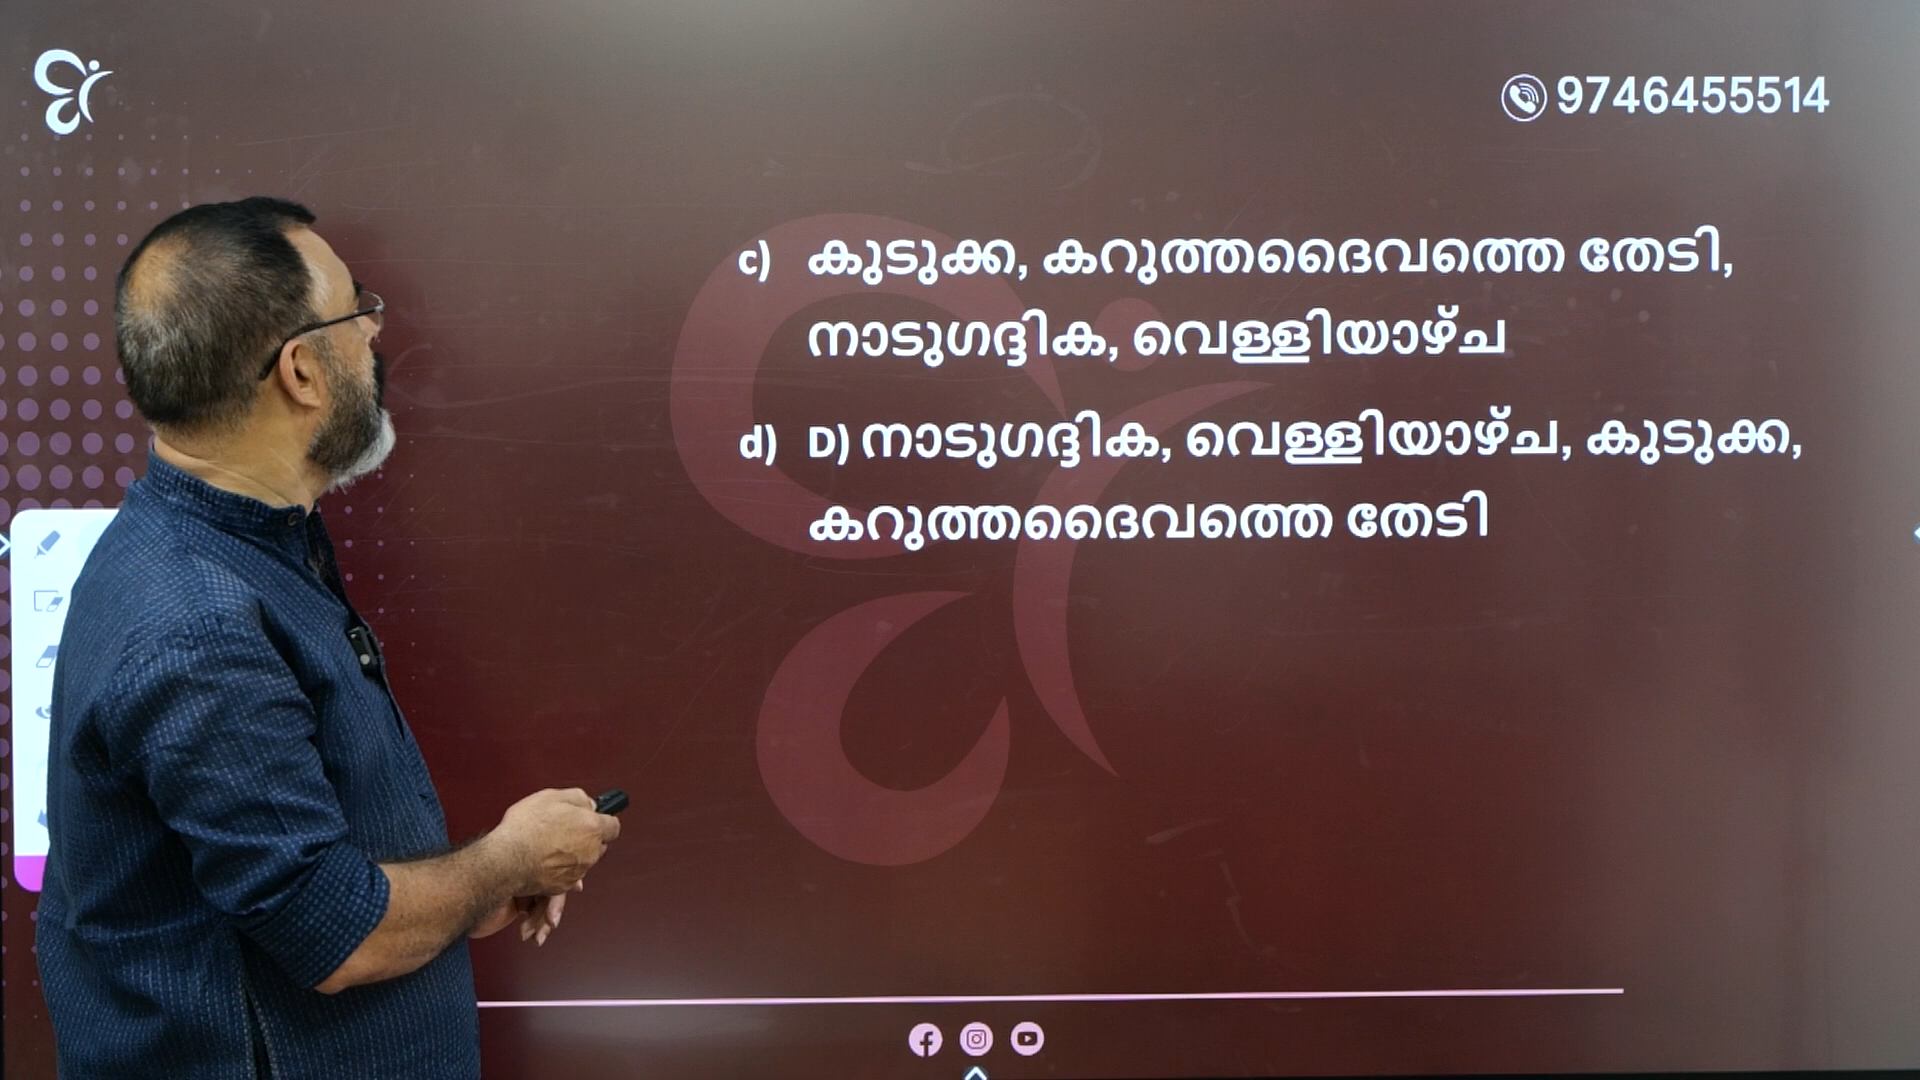 9746455514
c) കുടുക്ക, കറുത്തദൈവത്തെ തേടി,
നാടുഗദ്ദിക, വെള്ളിയാഴ്ച
d) D) നാടുഗദ്ദിക, വെള്ളിയാഴ്ച, കുടുക്ക,
കറുത്തദൈവത്തെ തേടി